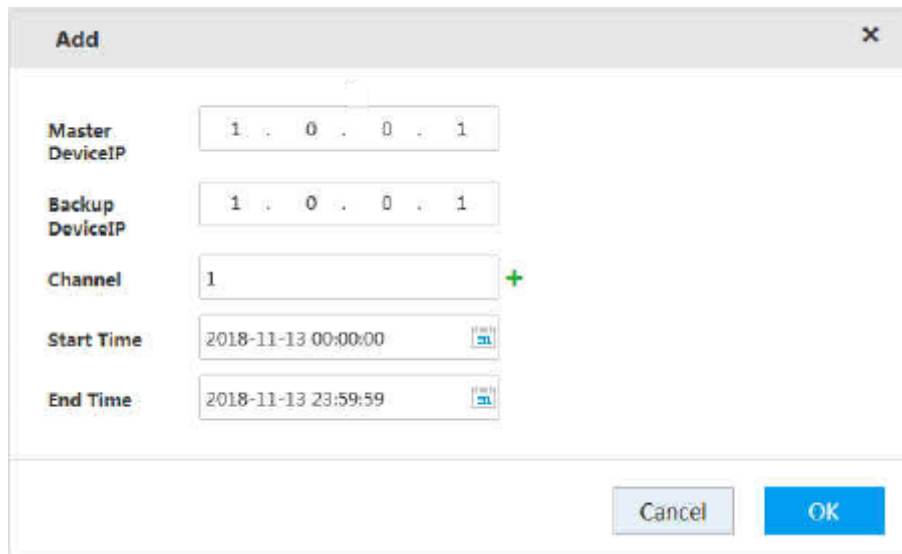 Add
Master
DeviceIP
1 . 0 . 0 . 1
Backup
DeviceIP
1 . 0 . 0 . 1
Channel
1
Start Time
2018-11-13 00:00:00
End Time
2018-11-13 23:59:59
Cancel
OK